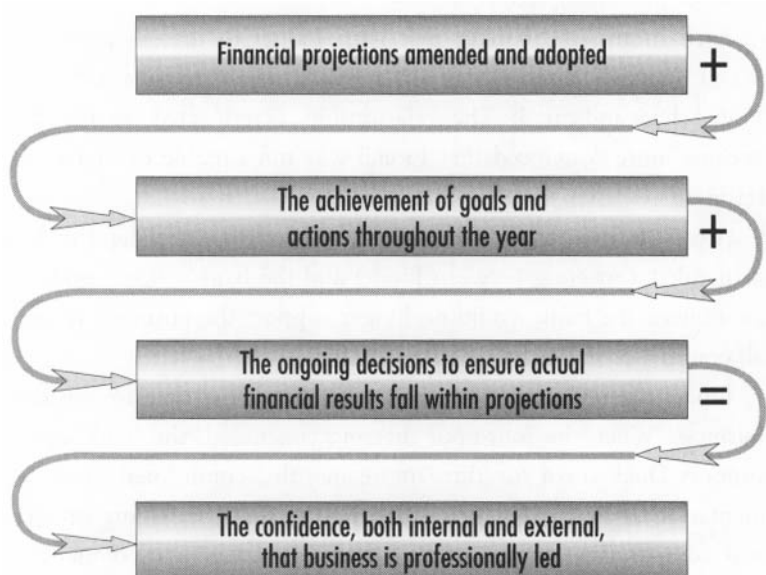 Financial projections amended and adopted
+
The achievement of goals and
actions throughout the year
+
The ongoing decisions to ensure actual
financial results fall within projections
=
The confidence, both internal and external,
that business is professionally led